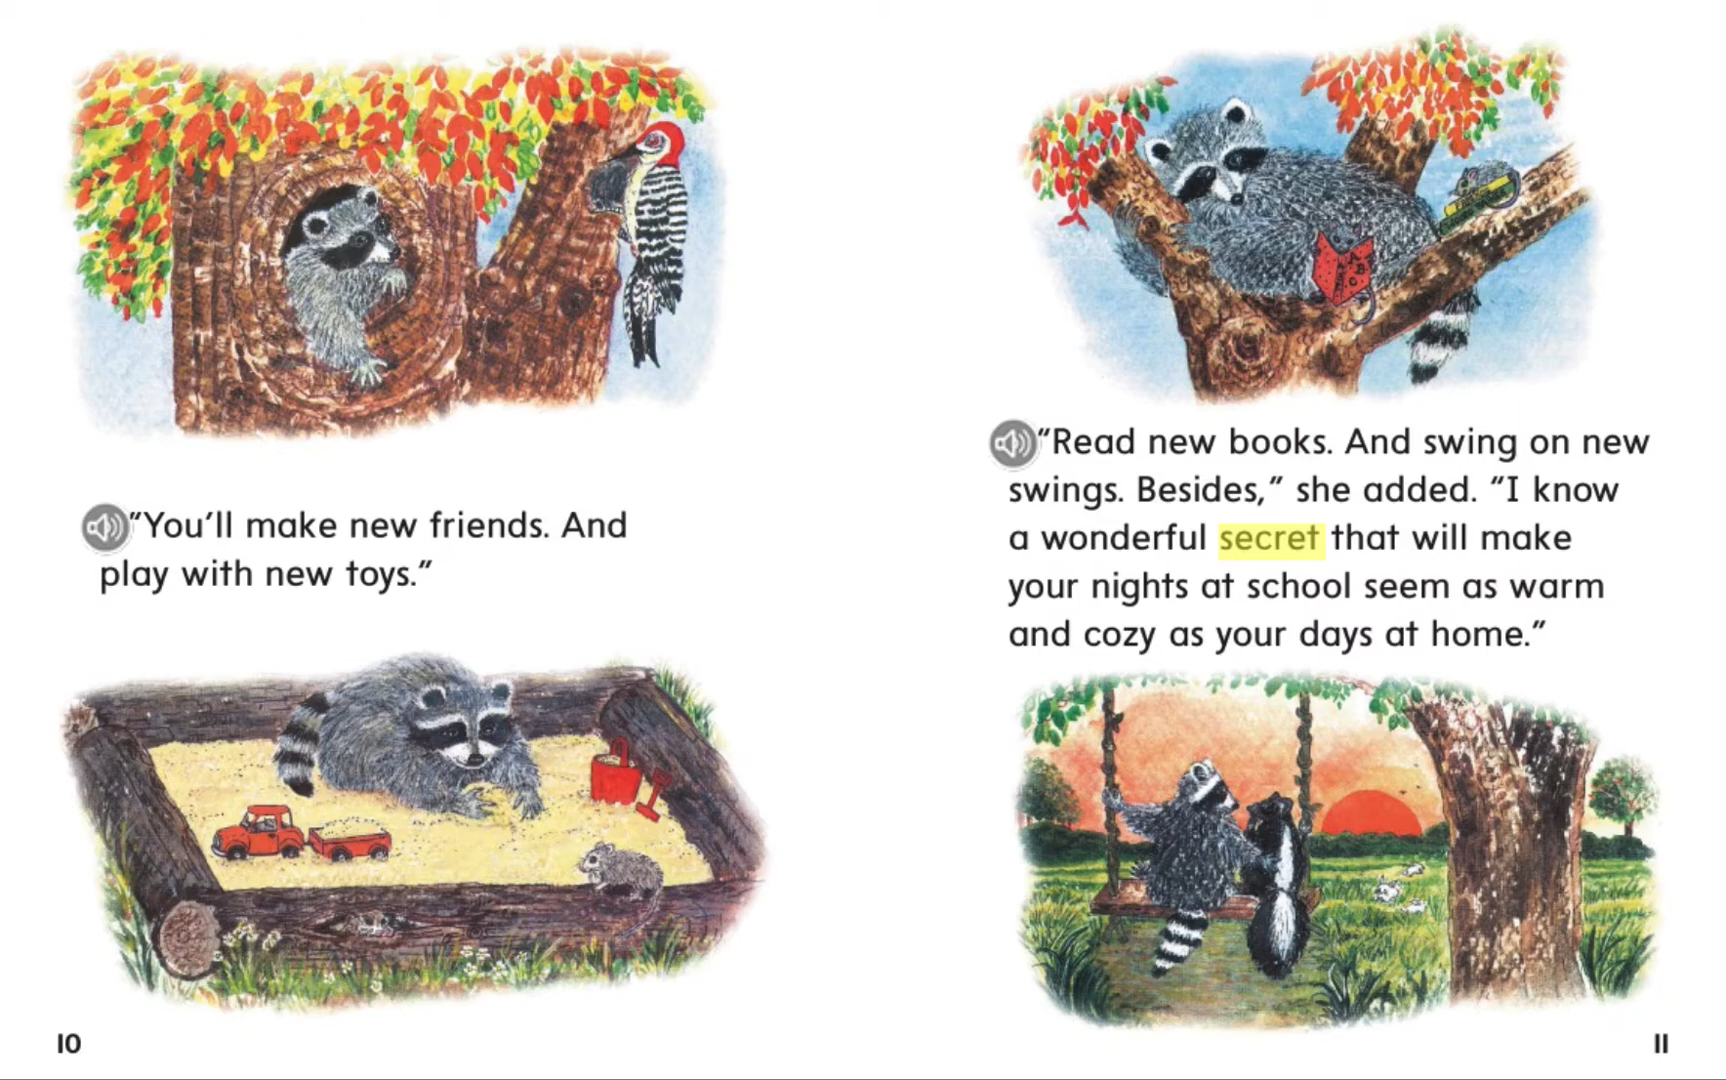 "You'll make new friends. And
play with new toys."
10
"Read new books. And swing on new
swings. Besides," she added. "I know
a wonderful secret that will make
your nights at school seem as warm
and cozy as your days at home."
A
B
C
11